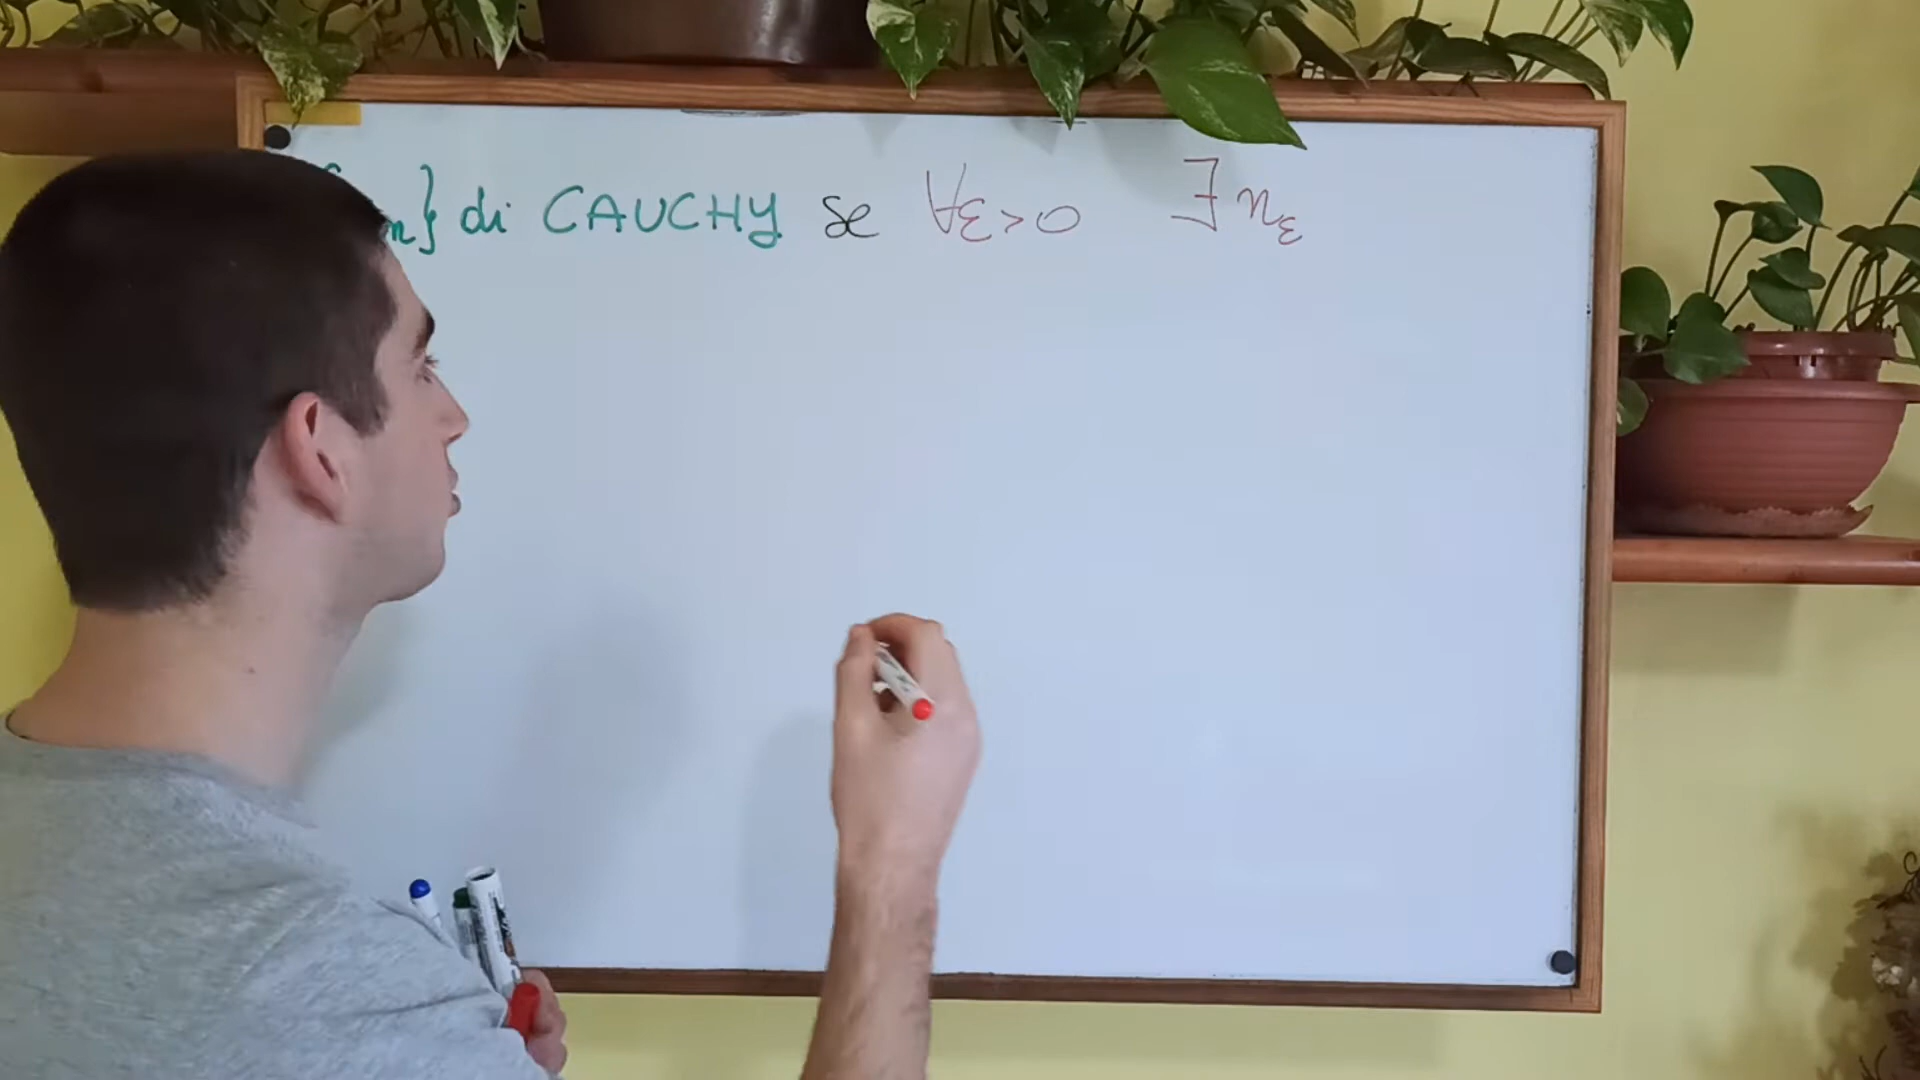 n} di CAUCHY se ∀ε>0 ∃ nε